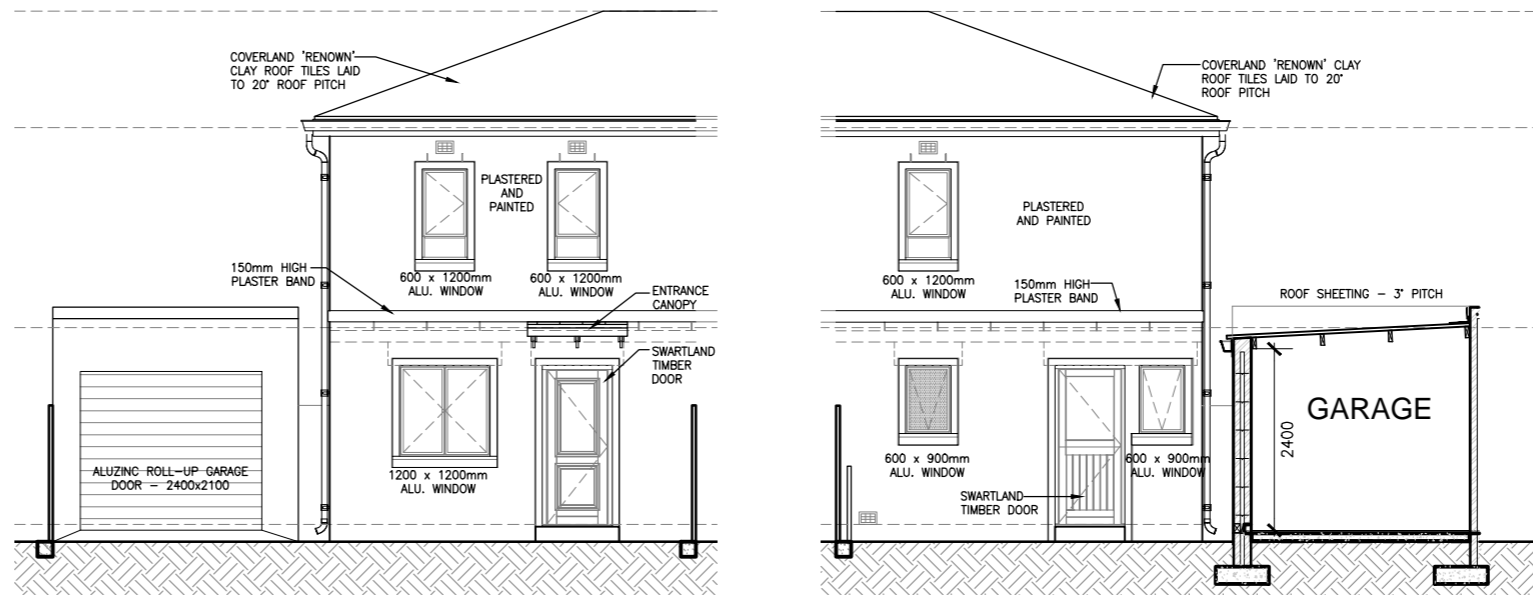 COVERLAND 'RENOWN'
CLAY ROOF TILES LAID
TO 20° ROOF PITCH
PLASTERED
AND
PAINTED
150mm HIGH
PLASTER BAND
600 x 1200mm
ALU. WINDOW
600 x 1200mm
ALU. WINDOW
ENTRANCE
CANOPY
SWARTLAND
TIMBER
DOOR
ALUZINC ROLL-UP GARAGE
DOOR - 2400x2100
1200 x 1200mm
ALU. WINDOW
COVERLAND 'RENOWN' CLAY
ROOF TILES LAID TO 20°
ROOF PITCH
PLASTERED
AND PAINTED
600 x 1200mm
ALU. WINDOW
150mm HIGH
PLASTER BAND
ROOF SHEETING - 3° PITCH
GARAGE
2400
600 x 900mm
ALU. WINDOW
600 x 900mm
ALU. WINDOW
SWARTLAND
TIMBER DOOR